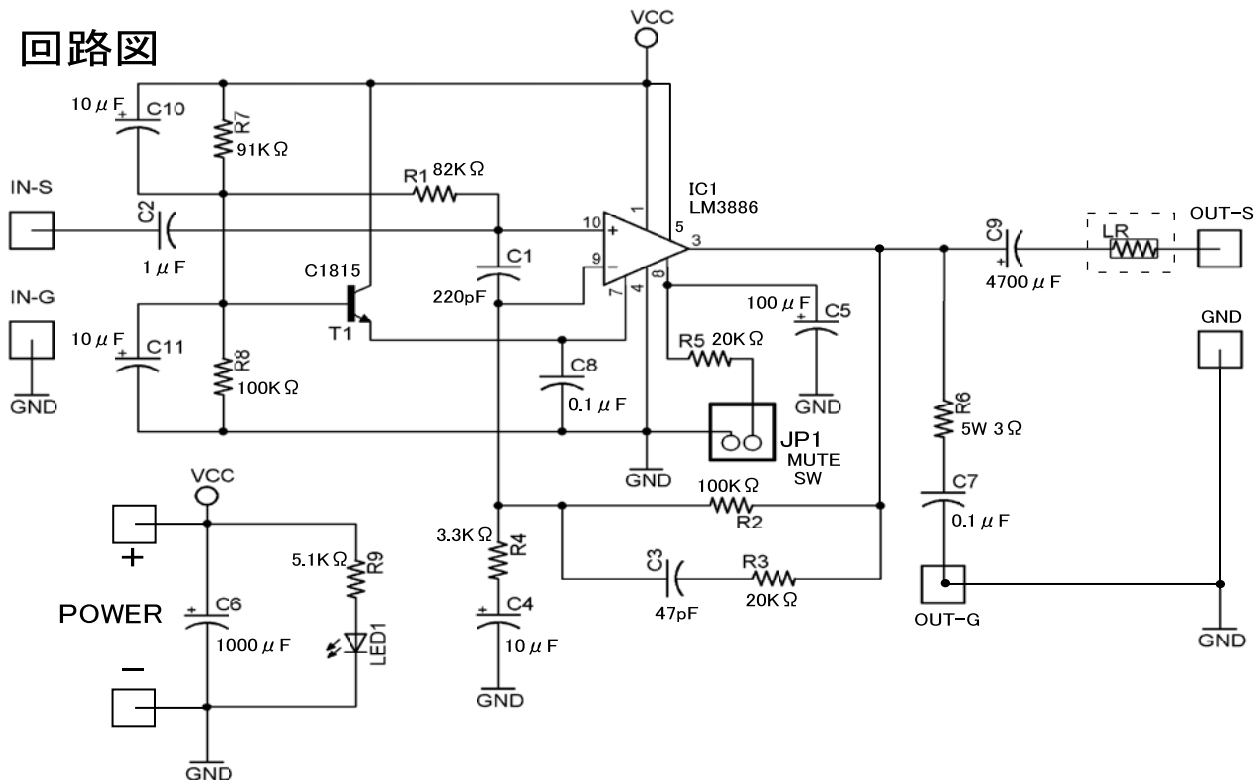 回路図
VCC
10μF
+
C10
R7
91KΩ
R1
82KΩ
IN-S
C2
1μF
IC1
LM3886
1
5
10
+
9
−
3
7
4
8
C1
220pF
C1815
T1
C9
+
4700μF
LR
OUT-S
IN-G
GND
10μF
+
C11
R8
100KΩ
C8
0.1μF
100μF
+
C5
GND
R5
20KΩ
JP1
MUTE
SW
GND
GND
R6
5W 3Ω
C7
0.1μF
OUT-G
GND
100KΩ
R2
3.3KΩ
R4
C3
47pF
R3
20KΩ
+
C4
10μF
GND
VCC
+
POWER
−
+
C6
1000μF
5.1KΩ
R9
LED1
GND